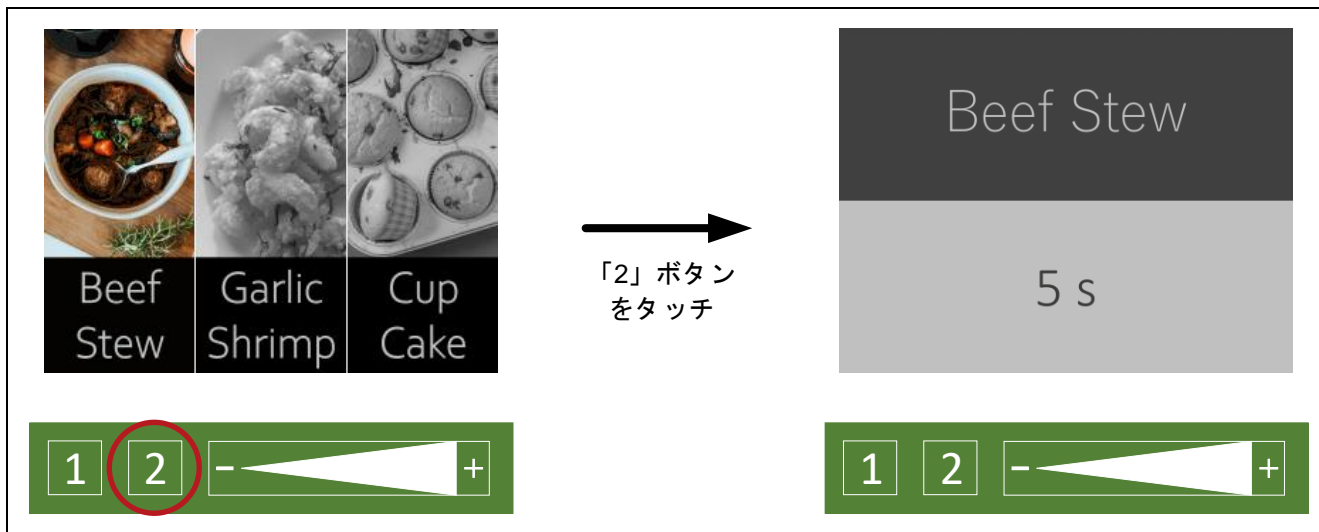 Beef
Stew
Garlic
Shrimp
Cup
Cake
「2」ボタン
をタッチ
Beef Stew
5 s
1 2 - +
1 2 - +